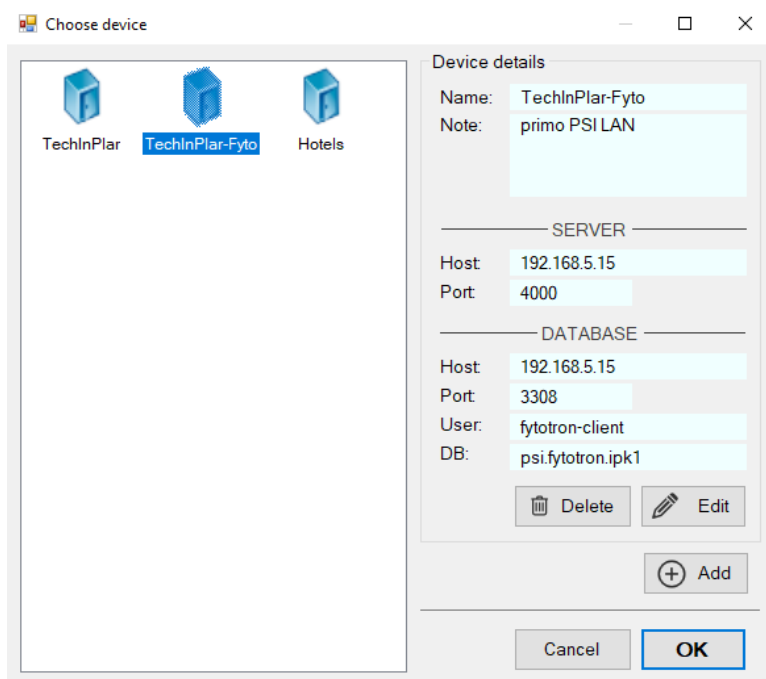 Choose device
TechInPlar
TechInPlar-Fyto
Hotels
Device details
Name: TechInPlar-Fyto
Note: primo PSI LAN
SERVER
Host: 192.168.5.15
Port: 4000
DATABASE
Host: 192.168.5.15
Port: 3308
User: fytotron-client
DB: psi.fytotron.ipk1
Delete
Edit
Add
Cancel
OK